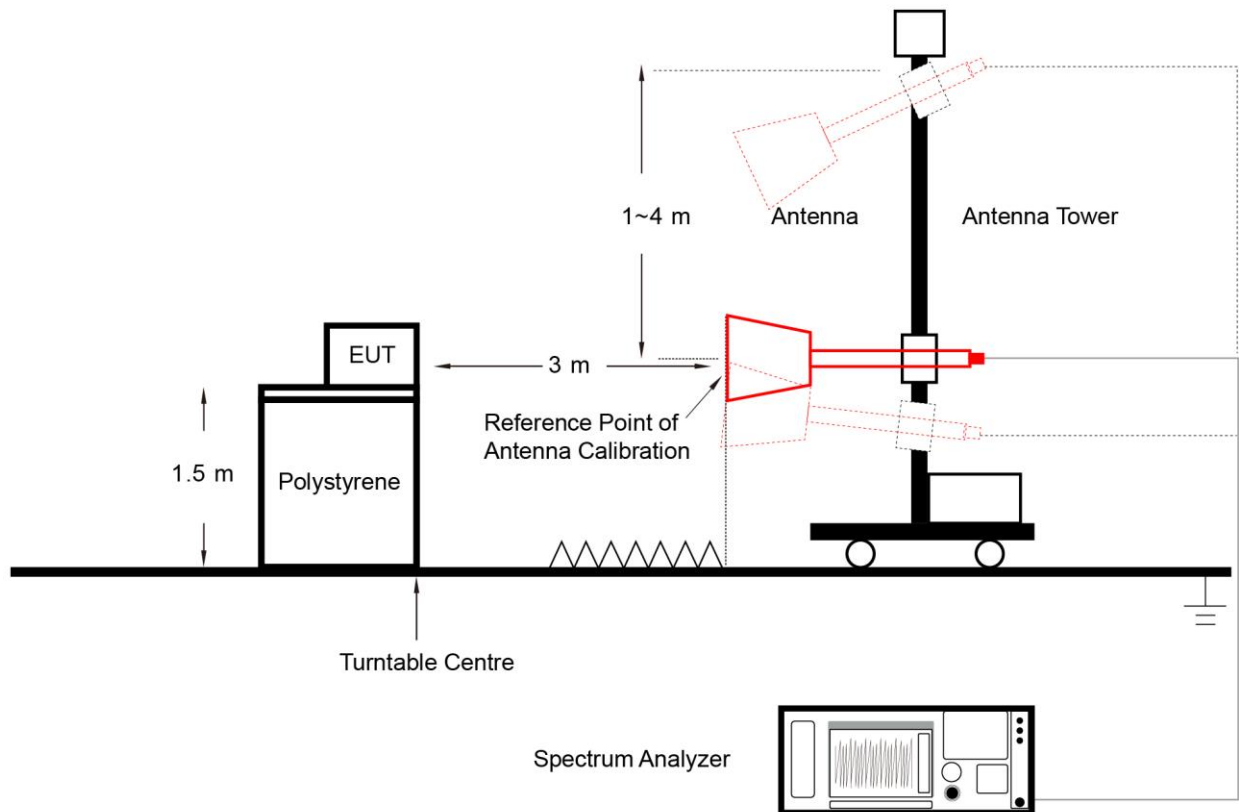 1~4 m
Antenna
Antenna Tower
EUT
3 m
Reference Point of
Antenna Calibration
1.5 m
Polystyrene
Turntable Centre
Spectrum Analyzer